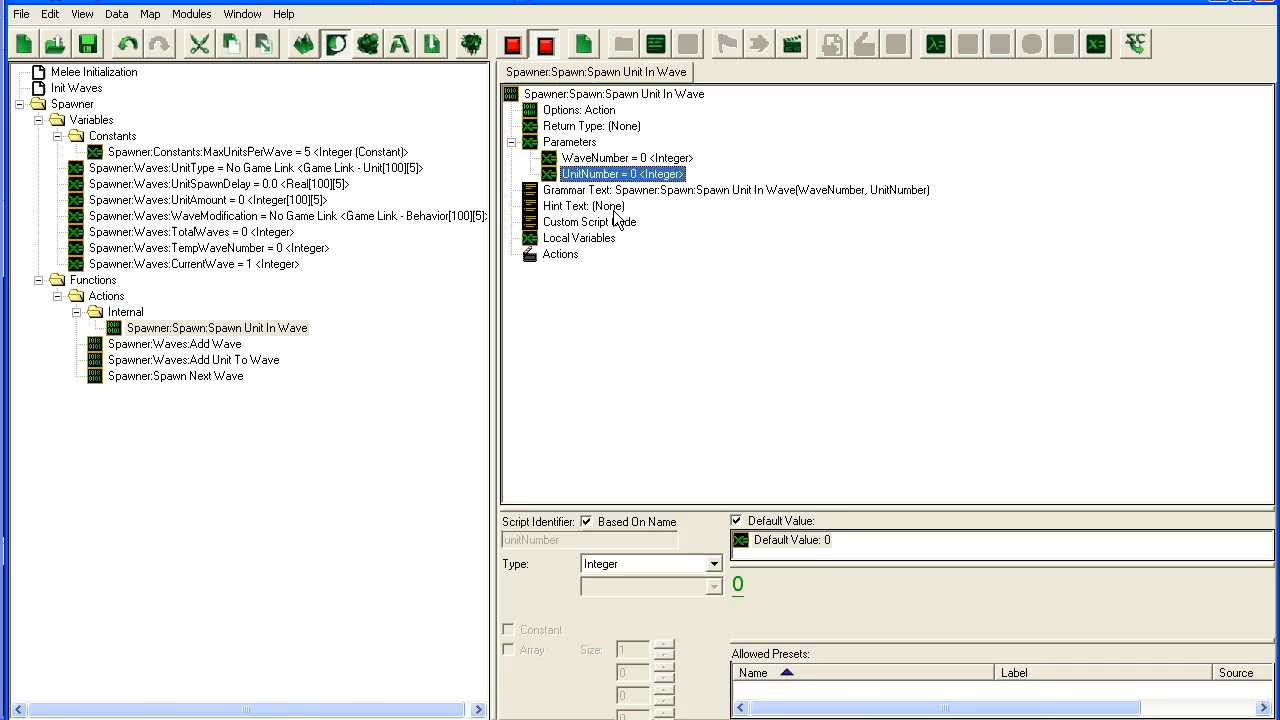 File Edit View Data Map Modules Window Help
Melee Initialization
Init Waves
Spawner
Variables
Constants
Spawner:Constants:MaxUnitsPerWave = 5 <Integer (Constant)>
Spawner:Waves:UnitType = No Game Link <Game Link - Unit[100][5]>
Spawner:Waves:UnitSpawnDelay = 0.0 <Real[100][5]>
Spawner:Waves:UnitAmount = 0 <Integer[100][5]>
Spawner:Waves:WaveModification = No Game Link <Game Link - Behavior[100][5]:
Spawner:Waves:TotalWaves = 0 <Integer>
Spawner:Waves:TempWaveNumber = 0 <Integer>
Spawner:Waves:CurrentWave = 1 <Integer>
Functions
Actions
Internal
Spawner:Spawn:Spawn Unit In Wave
Spawner:Waves:Add Wave
Spawner:Waves:Add Unit To Wave
Spawner:Spawn Next Wave
Spawner:Spawn:Spawn Unit In Wave
Spawner:Spawn:Spawn Unit In Wave
Options: Action
Return Type: (None)
Parameters
WaveNumber = 0 <Integer>
UnitNumber = 0 <Integer>
Grammar Text: Spawner:Spawn:Spawn Unit In Wave(WaveNumber, UnitNumber)
Hint Text: (None)
Custom Script Code
Local Variables
Actions
Script Identifier: Based On Name
unitNumber
Type: Integer
Constant
Array Size: 1
0
0
0
Default Value:
Default Value: 0
0
Allowed Presets:
Name Label Source